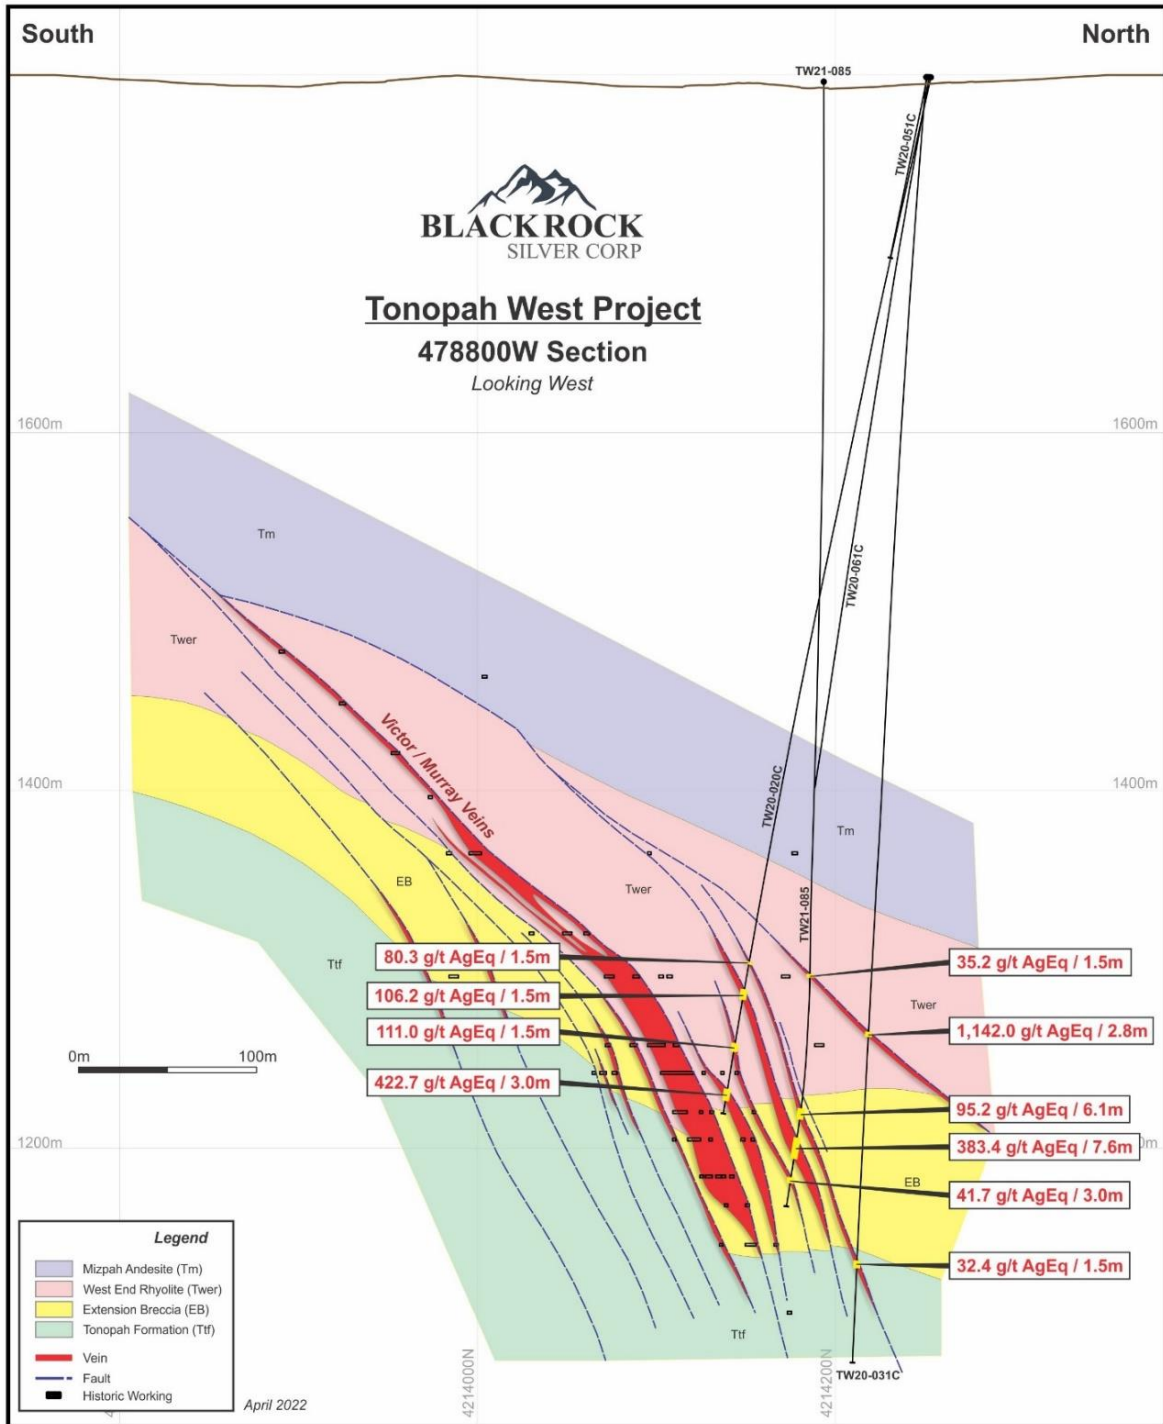 South
North
TW21-085
TW20-051C
BLACKROCK
SILVER CORP
Tonopah West Project
478800W Section
Looking West
1600m
1600m
Tm
TW20-061C
Twer
Victor / Murray Veins
1400m
1400m
TW20-020C
Tm
EB
Twer
TW21-085
Ttf
80.3 g/t AgEq / 1.5m
35.2 g/t AgEq / 1.5m
106.2 g/t AgEq / 1.5m
Twer
111.0 g/t AgEq / 1.5m
1,142.0 g/t AgEq / 2.8m
0m
100m
422.7 g/t AgEq / 3.0m
95.2 g/t AgEq / 6.1m
1200m
383.4 g/t AgEq / 7.6m
EB
41.7 g/t AgEq / 3.0m
32.4 g/t AgEq / 1.5m
Ttf
TW20-031C
4214000N
4214200N
Legend
Mizpah Andesite (Tm)
West End Rhyolite (Twer)
Extension Breccia (EB)
Tonopah Formation (Ttf)
Vein
Fault
Historic Working
April 2022